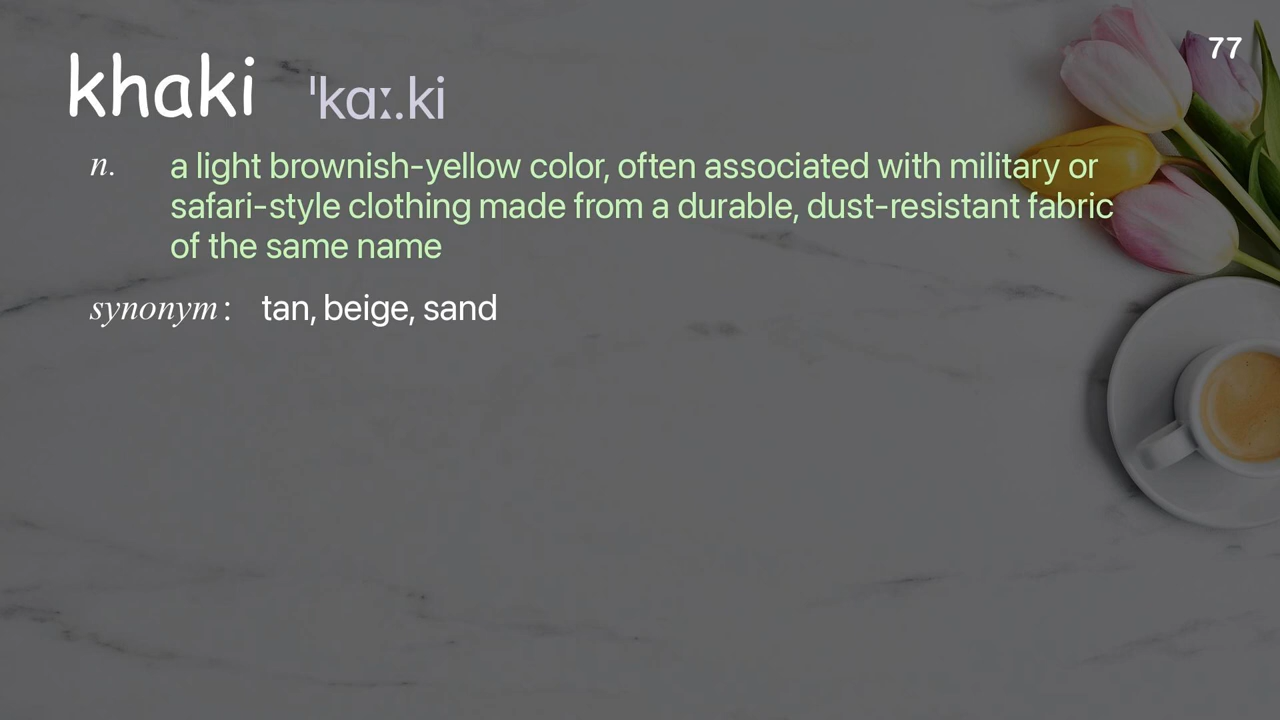 77
khaki ˈkɑː.ki
n. a light brownish-yellow color, often associated with military or
safari-style clothing made from a durable, dust-resistant fabric
of the same name
synonym: tan, beige, sand